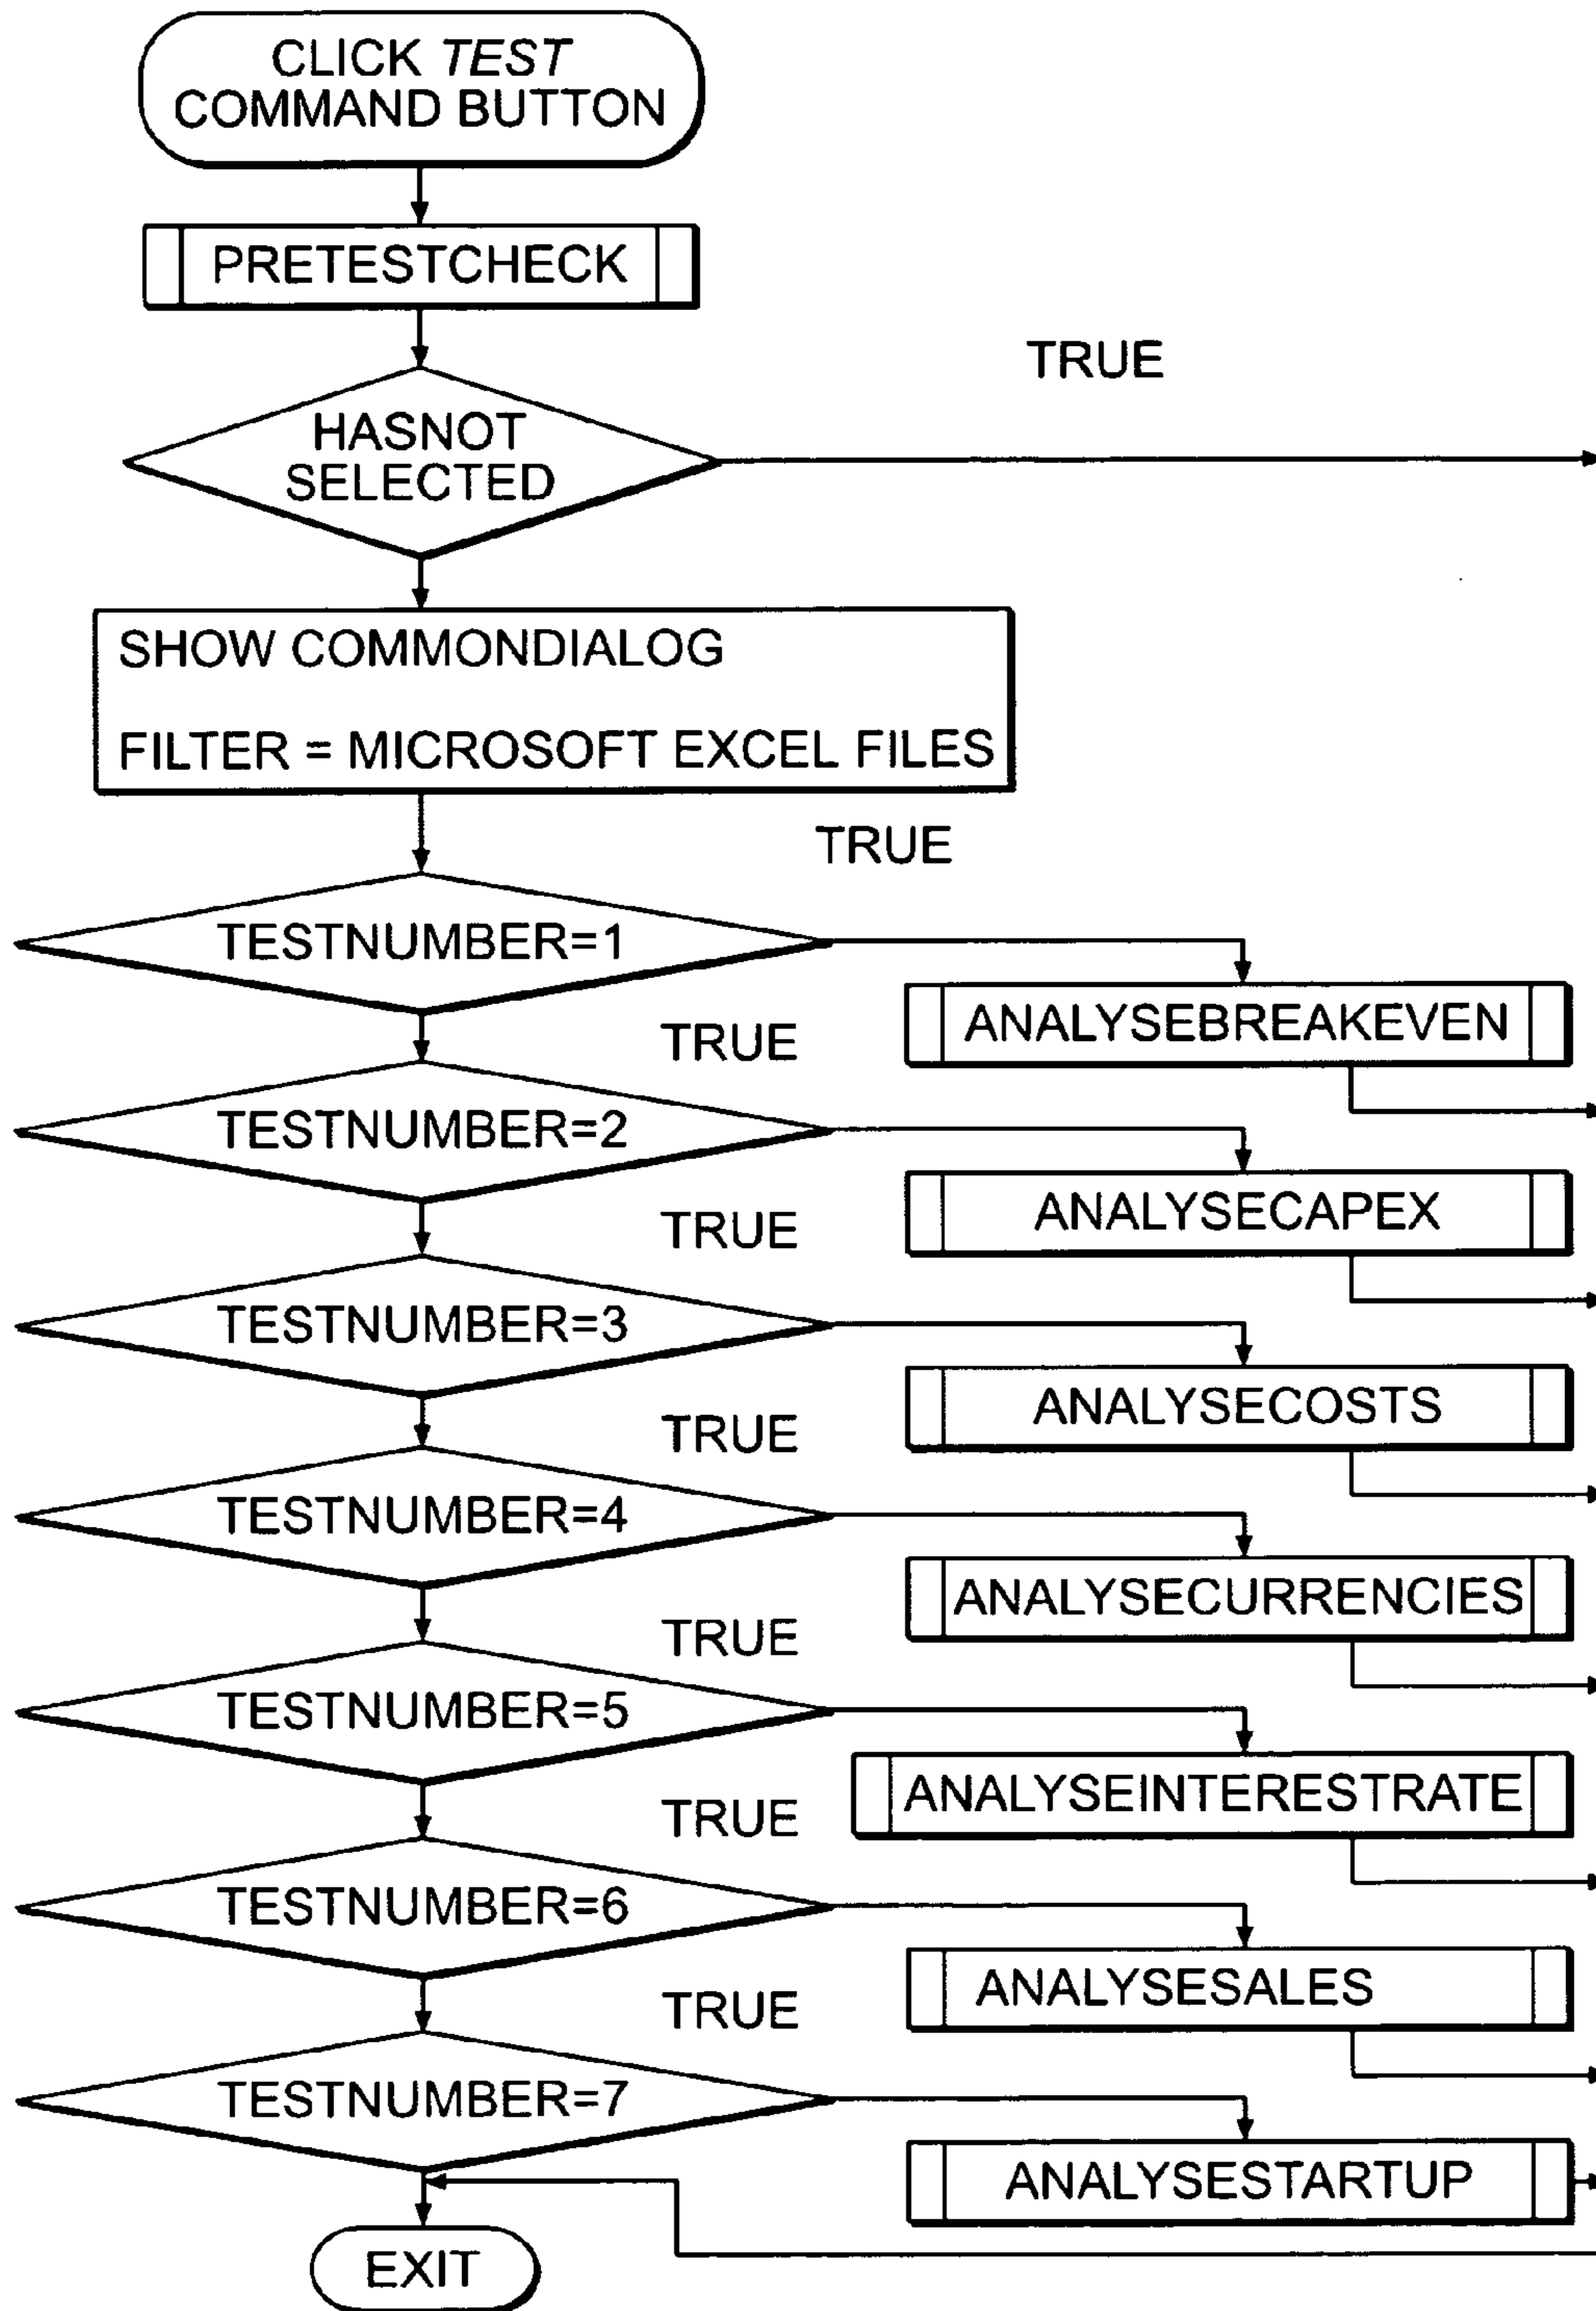 CLICK TEST
COMMAND BUTTON
PRETESTCHECK
TRUE
HASNOT
SELECTED
SHOW COMMONDIALOG
FILTER = MICROSOFT EXCEL FILES
TRUE
TESTNUMBER=1
ANALYSEBREAKEVEN
TRUE
TESTNUMBER=2
ANALYSECAPEX
TRUE
TESTNUMBER=3
ANALYSECOSTS
TRUE
TESTNUMBER=4
ANALYSECURRENCIES
TRUE
TESTNUMBER=5
ANALYSEINTERESTRATE
TRUE
TESTNUMBER=6
ANALYSESALES
TRUE
TESTNUMBER=7
ANALYSESTARTUP
EXIT